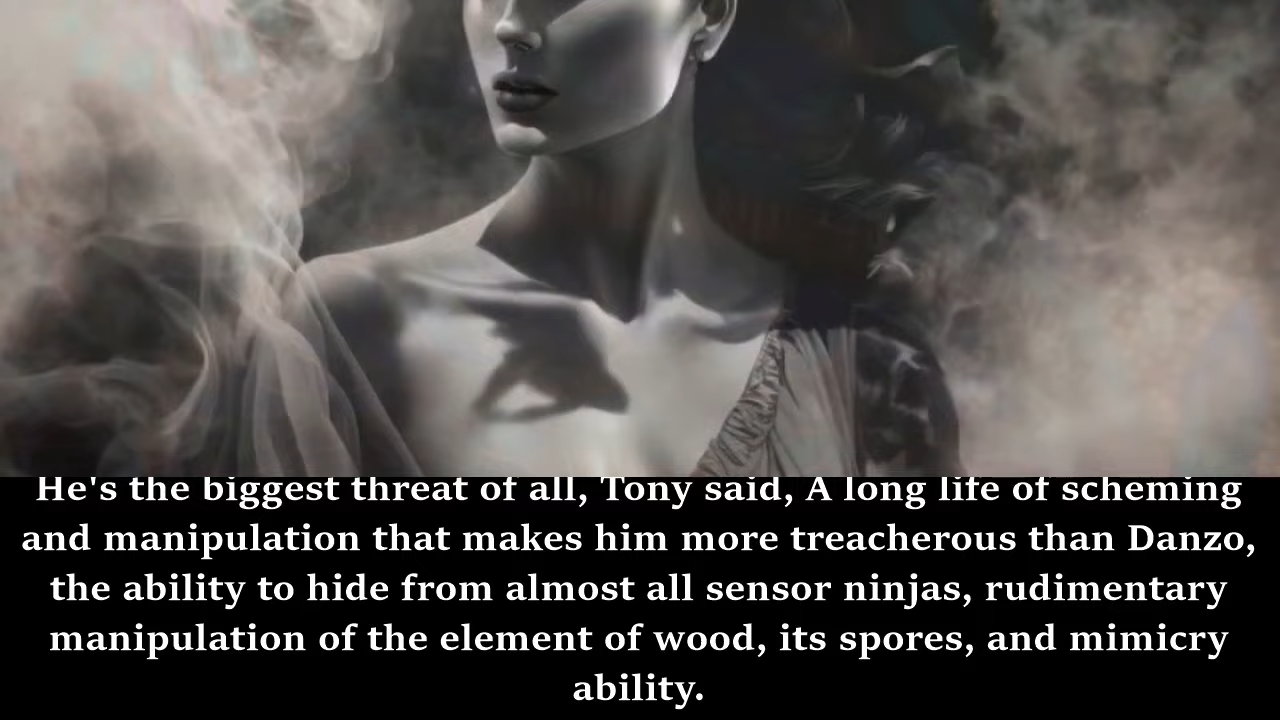 He's the biggest threat of all, Tony said, A long life of scheming
and manipulation that makes him more treacherous than Danzo,
the ability to hide from almost all sensor ninjas, rudimentary
manipulation of the element of wood, its spores, and mimicry
ability.